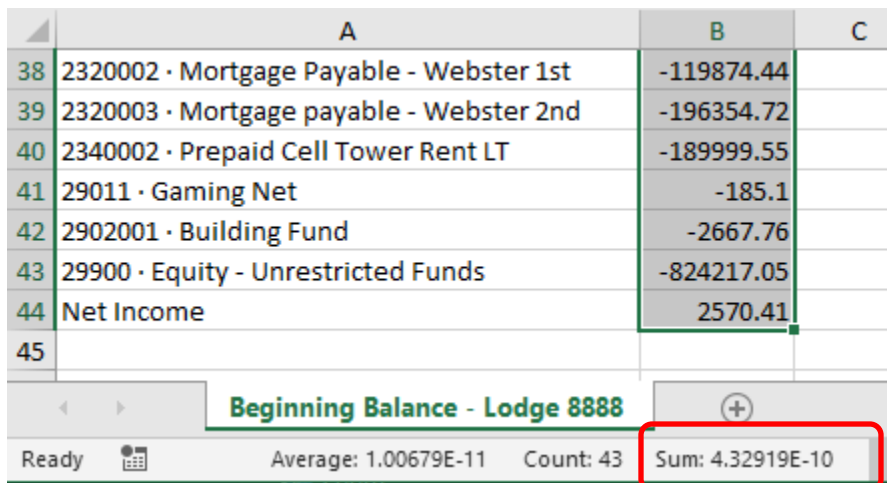 A B C
38 2320002 · Mortgage Payable - Webster 1st -119874.44
39 2320003 · Mortgage payable - Webster 2nd -196354.72
40 2340002 · Prepaid Cell Tower Rent LT -189999.55
41 29011 · Gaming Net -185.1
42 2902001 · Building Fund -2667.76
43 29900 · Equity - Unrestricted Funds -824217.05
44 Net Income 2570.41
45
Beginning Balance - Lodge 8888
Ready Average: 1.00679E-11 Count: 43 Sum: 4.32919E-10